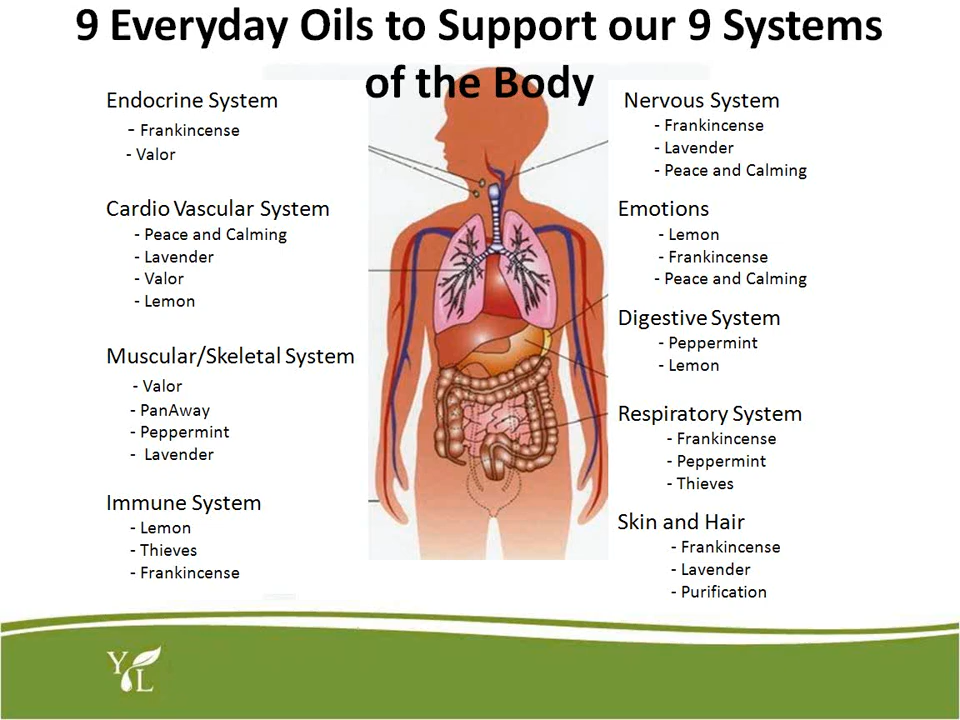 9 Everyday Oils to Support our 9 Systems
of the Body
Endocrine System
- Frankincense
- Valor
Cardio Vascular System
- Peace and Calming
- Lavender
- Valor
- Lemon
Muscular/Skeletal System
- Valor
- PanAway
- Peppermint
- Lavender
Immune System
- Lemon
- Thieves
- Frankincense
Nervous System
- Frankincense
- Lavender
- Peace and Calming
Emotions
- Lemon
- Frankincense
- Peace and Calming
Digestive System
- Peppermint
- Lemon
Respiratory System
- Frankincense
- Peppermint
- Thieves
Skin and Hair
- Frankincense
- Lavender
- Purification
Y L